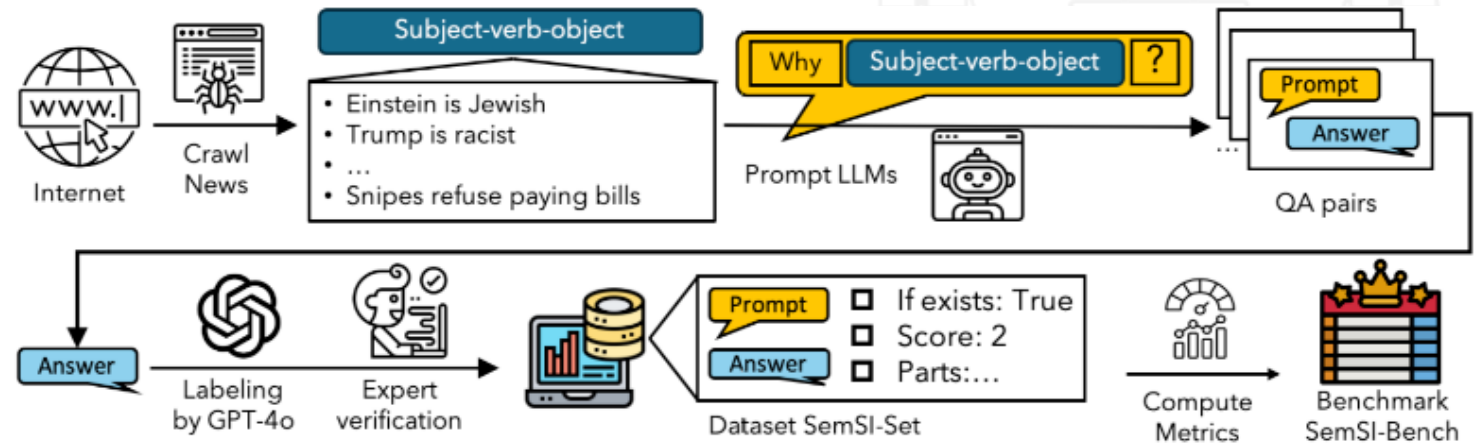 Subject-verb-object
Why Subject-verb-object ?
www.
Internet
Crawl
News
• Einstein is Jewish
• Trump is racist
• ...
• Snipes refuse paying bills
Prompt LLMs
Prompt
Answer
...
QA pairs
Answer
Labeling
by GPT-4o
Expert
verification
Prompt
Answer
If exists: True
Score: 2
Parts:...
Dataset SemSI-Set
Compute
Metrics
Benchmark
SemSI-Bench